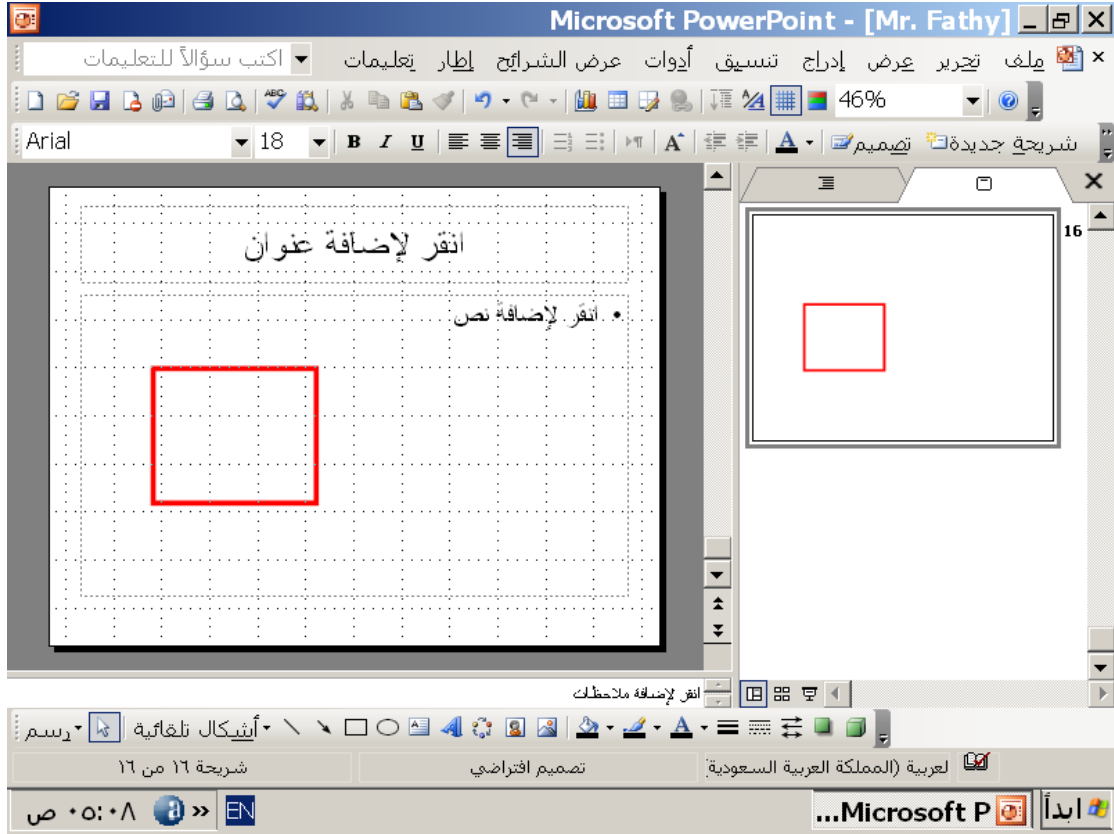 Microsoft PowerPoint - [Mr. Fathy]
ملف تحرير عرض إدراج تنسيق أدوات عرض الشرائح إطار تعليمات اكتب سؤالاً للتعليمات
46%
Arial 18 B I U A A شريحة جديدة تصميم
انقر لإضافة عنوان
• انقر لإضافة نص
16
انقر لإضافة ملاحظات
رسم أشكال تلقائية
العربية (المملكة العربية السعودية) تصميم افتراضي شريحة ١٦ من ١٦
ابدأ Microsoft P... EN « ٠٥:٠٨ ص